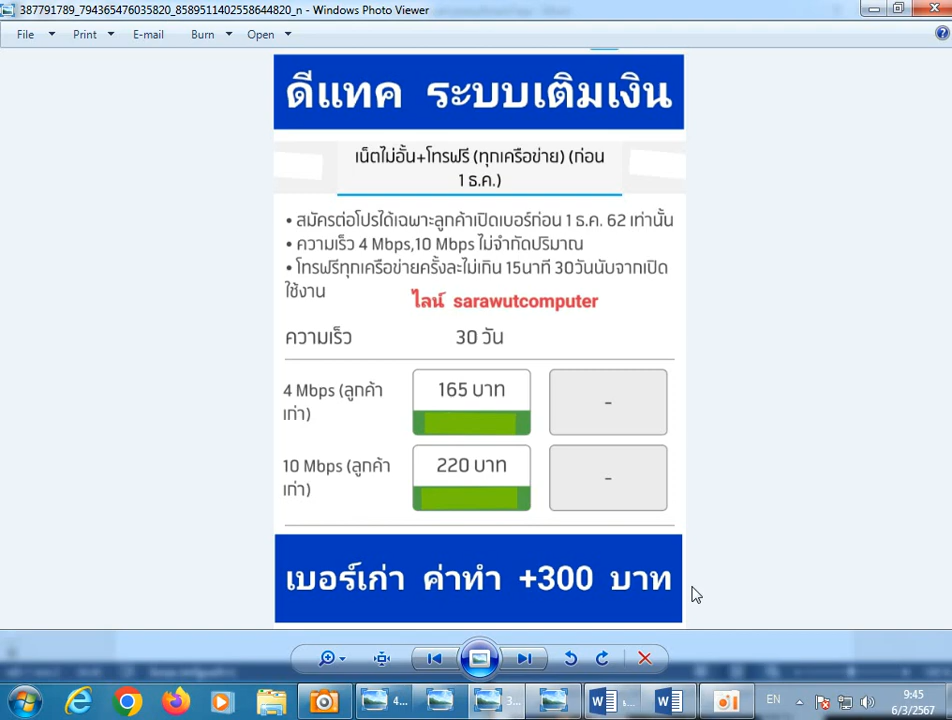 387791789_794365476035820_8589511402558644820_n - Windows Photo Viewer
File Print E-mail Burn Open
ดีแทค ระบบเติมเงิน
เน็ตไม่อั้น+โทรฟรี (ทุกเครือข่าย) (ก่อน
1 ธ.ค.)
• สมัครต่อโปรได้เฉพาะลูกค้าเปิดเบอร์ก่อน 1 ธ.ค. 62 เท่านั้น
• ความเร็ว 4 Mbps,10 Mbps ไม่จำกัดปริมาณ
• โทรฟรีทุกเครือข่ายครั้งละไม่เกิน 15นาที 30วันนับจากเปิด
ใช้งาน
ไลน์ sarawutcomputer
ความเร็ว 30 วัน
4 Mbps (ลูกค้า
เก่า)
165 บาท
-
10 Mbps (ลูกค้า
เก่า)
220 บาท
-
เบอร์เก่า ค่าทำ +300 บาท
4...
3...
EN
9:45
6/3/2567